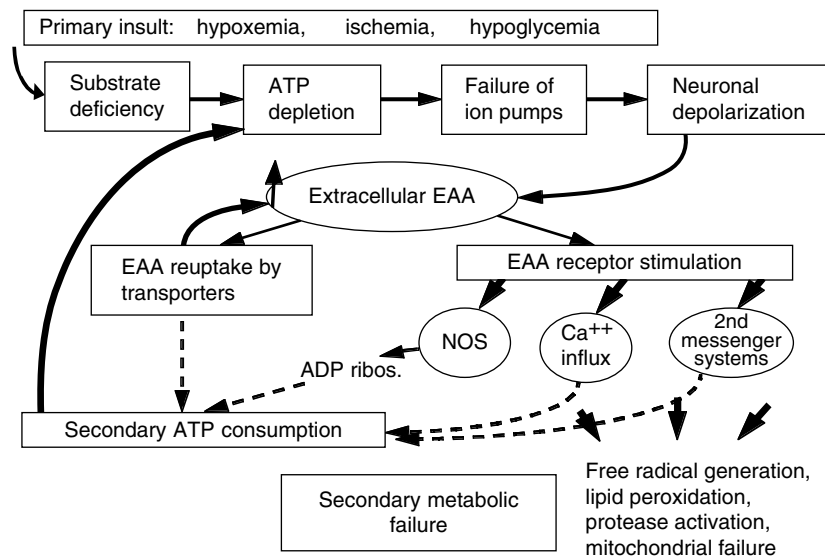 Primary insult: hypoxemia, ischemia, hypoglycemia
Substrate
deficiency
ATP
depletion
Failure of
ion pumps
Neuronal
depolarization
Extracellular EAA
EAA reuptake by
transporters
EAA receptor stimulation
NOS
Ca++
influx
2nd
messenger
systems
ADP ribos.
Secondary ATP consumption
Secondary metabolic
failure
Free radical generation,
lipid peroxidation,
protease activation,
mitochondrial failure